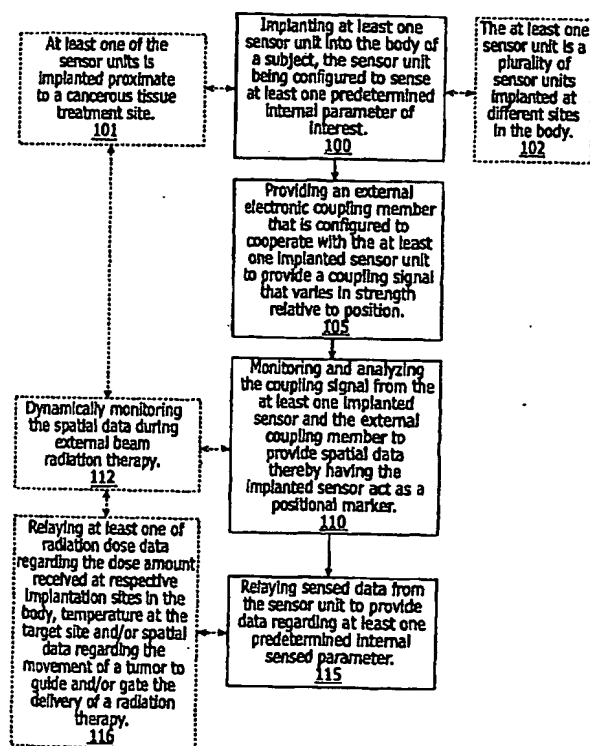 At least one of the
sensor units is
implanted proximate
to a cancerous tissue
treatment site.
101
Implanting at least one
sensor unit into the body of
a subject, the sensor unit
being configured to sense
at least one predetermined
internal parameter of
interest.
100
The at least one
sensor unit is a
plurality of
sensor units
implanted at
different sites
in the body.
102
Providing an external
electronic coupling member
that is configured to
cooperate with the at least
one implanted sensor unit
to provide a coupling signal
that varies in strength
relative to position.
105
Dynamically monitoring
the spatial data during
external beam
radiation therapy.
112
Monitoring and analyzing
the coupling signal from the
at least one implanted
sensor and the external
coupling member to
provide spatial data
thereby having the
implanted sensor act as a
positional marker.
110
Relaying at least one of
radiation dose data
regarding the dose amount
received at respective
implantation sites in the
body, temperature at the
target site and/or spatial
data regarding the
movement of a tumor to
guide and/or gate the
delivery of a radiation
therapy.
116
Relaying sensed data from
the sensor unit to provide
data regarding at least one
predetermined internal
sensed parameter.
115